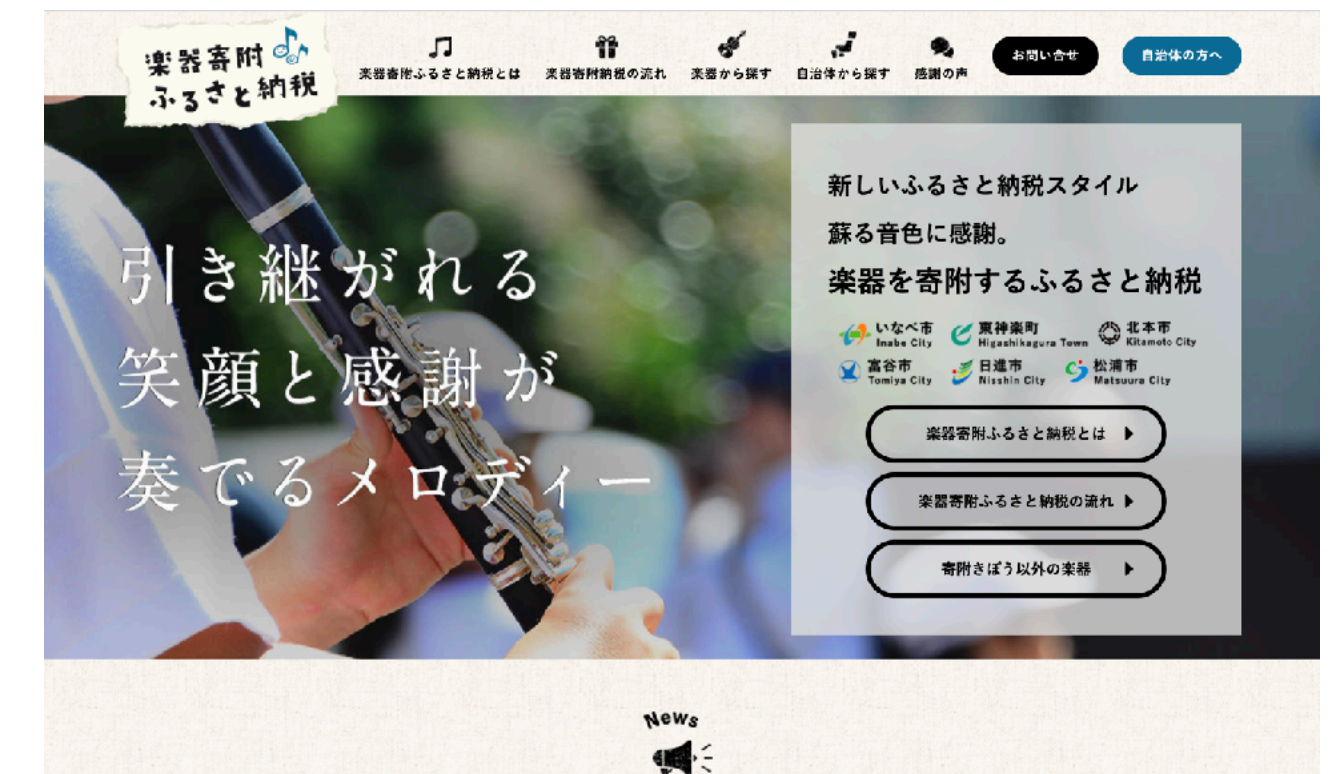 楽器寄附
ふるさと納税
楽器寄附ふるさと納税とは
楽器寄附納税の流れ
楽器から探す
自治体から探す
感謝の声
お問い合せ
自治体の方へ
引き継がれる
笑顔と感謝が
奏でるメロディー
新しいふるさと納税スタイル
蘇る音色に感謝。
楽器を寄附するふるさと納税
いなべ市
Inabe City
東神楽町
Higashikagura Town
北本市
Kitamoto City
富谷市
Tomiya City
日進市
Nisshin City
松浦市
Matsuura City
楽器寄附ふるさと納税とは
楽器寄附ふるさと納税の流れ
寄附きぼう以外の楽器
News